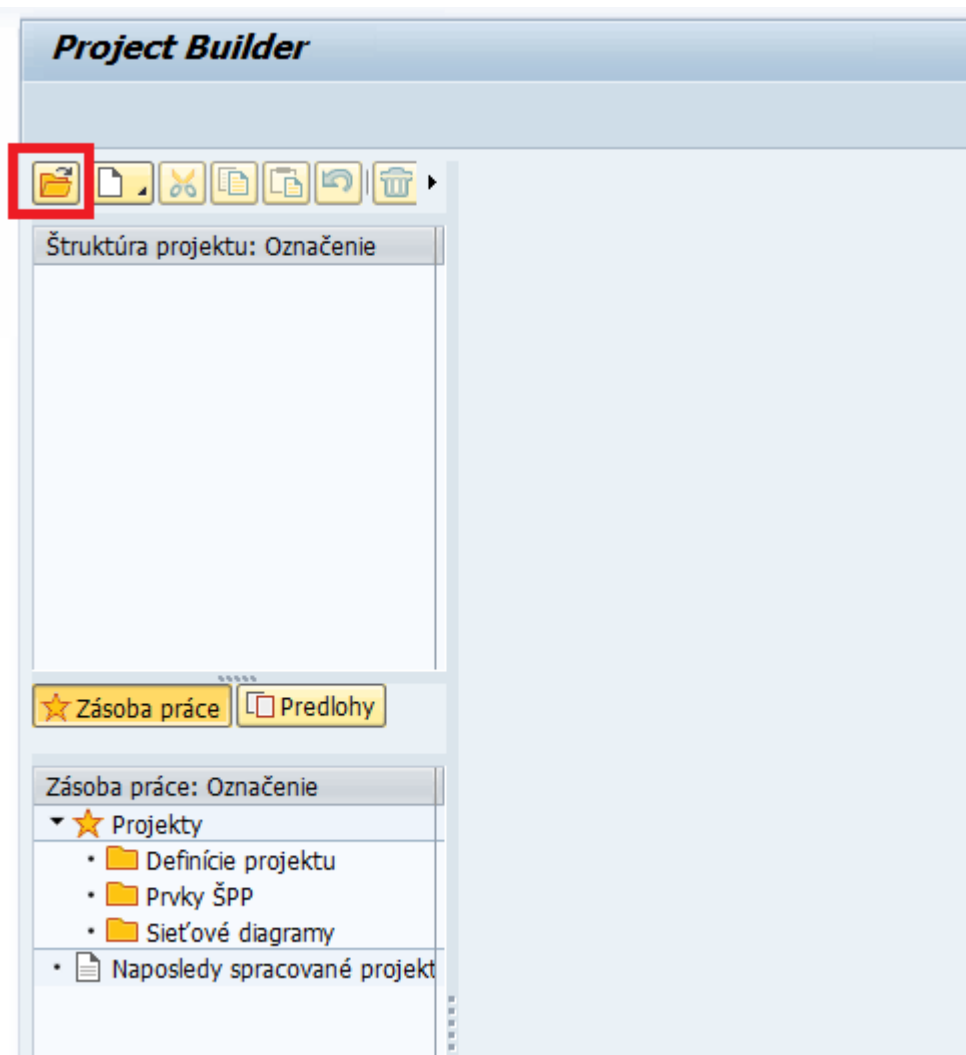 Project Builder
Štruktúra projektu: Označenie
Zásoba práce Predlohy
Zásoba práce: Označenie
Projekty
Definície projektu
Prvky ŠPP
Sieťové diagramy
Naposledy spracované projekt